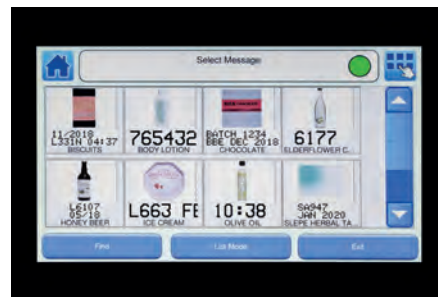 Select Message
11/2018
L331N 04:37
BISCUITS
765432
BODY LOTION
BATCH 1234
BBE DEC 2018
CHOCOLATE
6177
ELDERFLOWER C.
L6107
05/18
HONEY BEER
L663 FE
ICE CREAM
10:38
OLIVE OIL
SA947
JAN 2020
SLEPE HERBAL TA
Find
List Mode
Exit